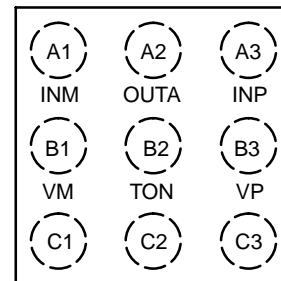 A1 A2 A3
INM OUTA INP
B1 B2 B3
VM TON VP
C1 C2 C3